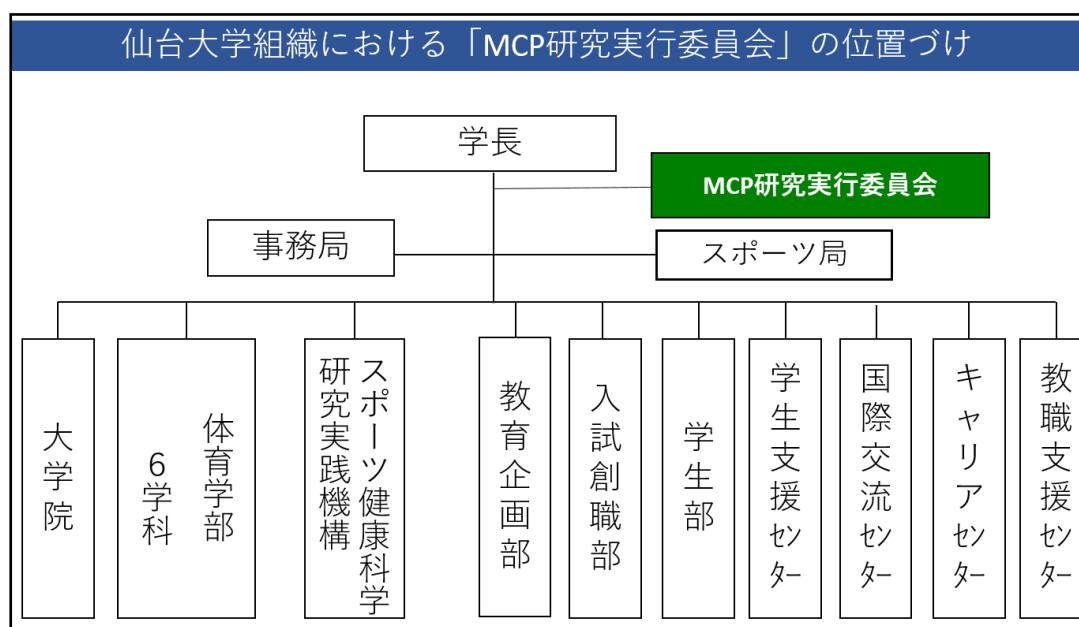 仙台大学組織における「MCP研究実行委員会」の位置づけ
学長
MCP研究実行委員会
事務局
スポーツ局
大学院
体育学部
6学科
スポーツ健康科学
研究実践機構
教育企画部
入試創職部
学生部
学生支援センター
国際交流センター
キャリアセンター
教職支援センター